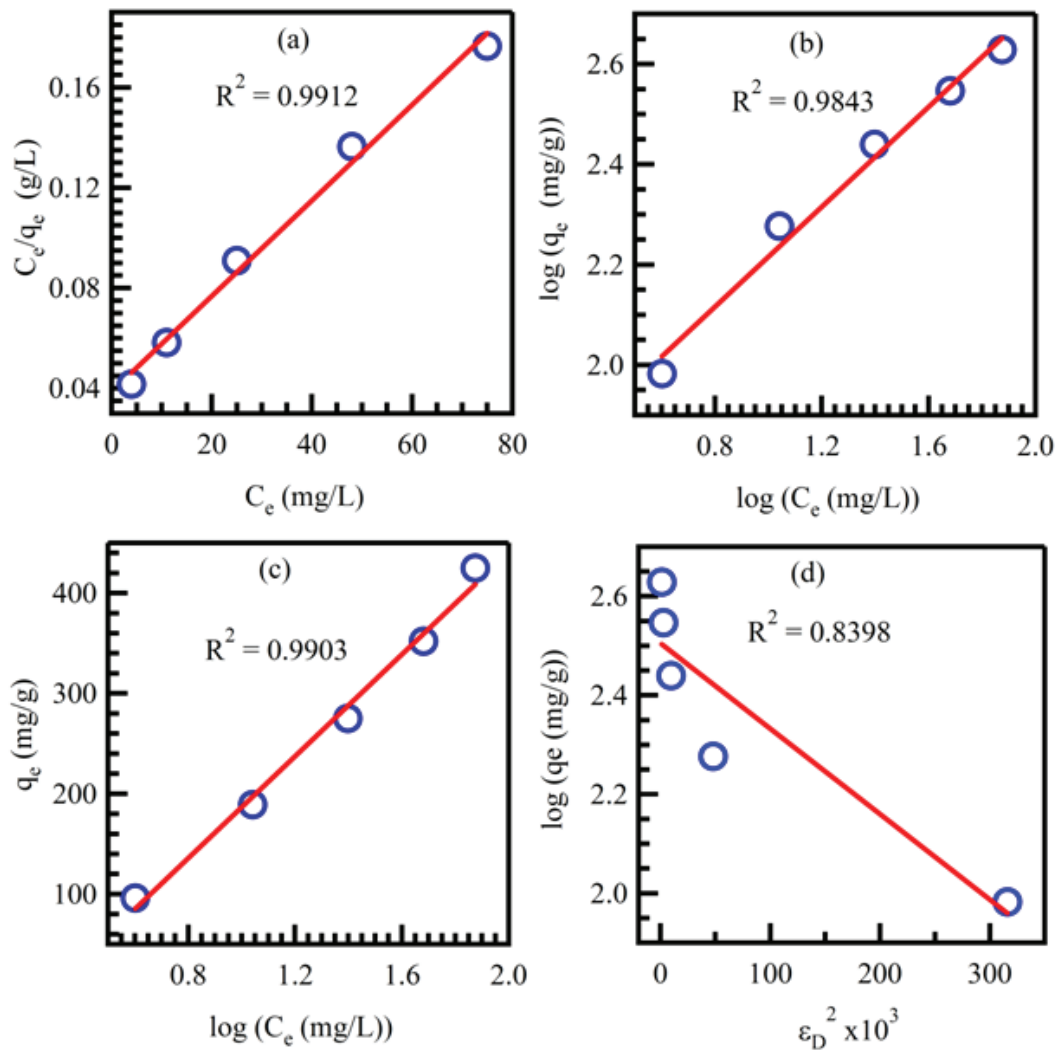 (a)
R² = 0.9912
0.16
0.12
0.08
0.04
Cₑ/qₑ (g/L)
0 20 40 60 80
Cₑ (mg/L)
(b)
R² = 0.9843
2.6
2.4
2.2
2.0
log (qₑ (mg/g))
0.8 1.2 1.6 2.0
log (Cₑ (mg/L))
(c)
R² = 0.9903
400
300
200
100
qₑ (mg/g)
0.8 1.2 1.6 2.0
log (Cₑ (mg/L))
(d)
R² = 0.8398
2.6
2.4
2.2
2.0
log (qe (mg/g))
0 100 200 300
ε_D² x10³